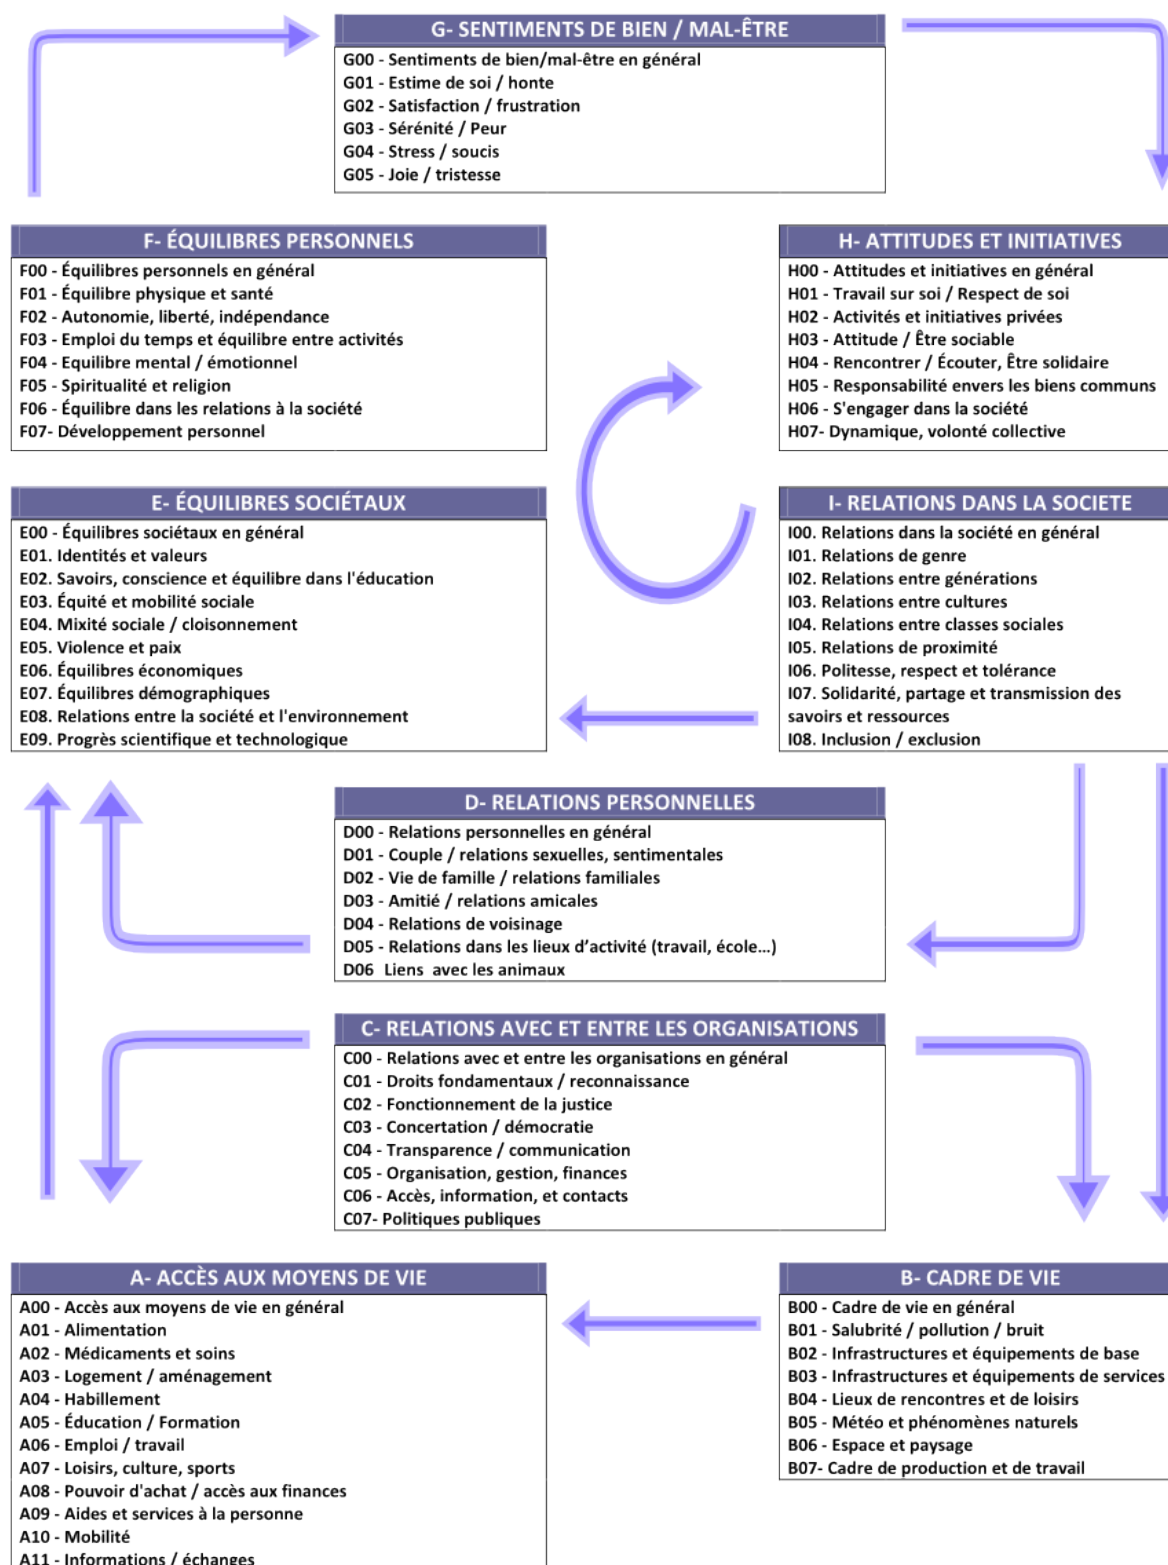 G- SENTIMENTS DE BIEN / MAL-ÊTRE
G00 - Sentiments de bien/mal-être en général
G01 - Estime de soi / honte
G02 - Satisfaction / frustration
G03 - Sérénité / Peur
G04 - Stress / soucis
G05 - Joie / tristesse
F- ÉQUILIBRES PERSONNELS
F00 - Équilibres personnels en général
F01 - Équilibre physique et santé
F02 - Autonomie, liberté, indépendance
F03 - Emploi du temps et équilibre entre activités
F04 - Equilibre mental / émotionnel
F05 - Spiritualité et religion
F06 - Équilibre dans les relations à la société
F07- Développement personnel
H- ATTITUDES ET INITIATIVES
H00 - Attitudes et initiatives en général
H01 - Travail sur soi / Respect de soi
H02 - Activités et initiatives privées
H03 - Attitude / Être sociable
H04 - Rencontrer / Écouter, Être solidaire
H05 - Responsabilité envers les biens communs
H06 - S'engager dans la société
H07- Dynamique, volonté collective
E- ÉQUILIBRES SOCIÉTAUX
E00 - Équilibres sociétaux en général
E01. Identités et valeurs
E02. Savoirs, conscience et équilibre dans l'éducation
E03. Équité et mobilité sociale
E04. Mixité sociale / cloisonnement
E05. Violence et paix
E06. Équilibres économiques
E07. Équilibres démographiques
E08. Relations entre la société et l'environnement
E09. Progrès scientifique et technologique
I- RELATIONS DANS LA SOCIETE
I00. Relations dans la société en général
I01. Relations de genre
I02. Relations entre générations
I03. Relations entre cultures
I04. Relations entre classes sociales
I05. Relations de proximité
I06. Politesse, respect et tolérance
I07. Solidarité, partage et transmission des
savoirs et ressources
I08. Inclusion / exclusion
D- RELATIONS PERSONNELLES
D00 - Relations personnelles en général
D01 - Couple / relations sexuelles, sentimentales
D02 - Vie de famille / relations familiales
D03 - Amitié / relations amicales
D04 - Relations de voisinage
D05 - Relations dans les lieux d’activité (travail, école…)
D06  Liens  avec les animaux
C- RELATIONS AVEC ET ENTRE LES ORGANISATIONS
C00 - Relations avec et entre les organisations en général
C01 - Droits fondamentaux / reconnaissance
C02 - Fonctionnement de la justice
C03 - Concertation / démocratie
C04 - Transparence / communication
C05 - Organisation, gestion, finances
C06 - Accès, information, et contacts
C07- Politiques publiques
A- ACCÈS AUX MOYENS DE VIE
A00 - Accès aux moyens de vie en général
A01 - Alimentation
A02 - Médicaments et soins
A03 - Logement / aménagement
A04 - Habillement
A05 - Éducation / Formation
A06 - Emploi / travail
A07 - Loisirs, culture, sports
A08 - Pouvoir d'achat / accès aux finances
A09 - Aides et services à la personne
A10 - Mobilité
A11 - Informations / échanges
B- CADRE DE VIE
B00 - Cadre de vie en général
B01 - Salubrité / pollution / bruit
B02 - Infrastructures et équipements de base
B03 - Infrastructures et équipements de services
B04 - Lieux de rencontres et de loisirs
B05 - Météo et phénomènes naturels
B06 - Espace et paysage
B07- Cadre de production et de travail